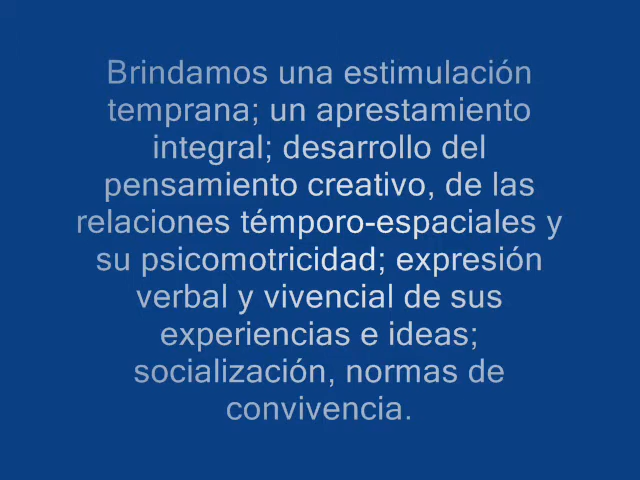 Brindamos una estimulación
temprana; un aprestamiento
integral; desarrollo del
pensamiento creativo, de las
relaciones témporo-espaciales y
su psicomotricidad; expresión
verbal y vivencial de sus
experiencias e ideas;
socialización, normas de
convivencia.